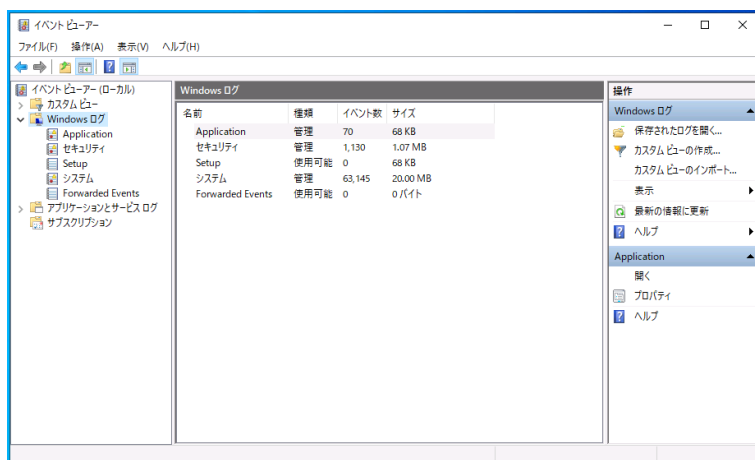 イベント ビューアー
ファイル(F) 操作(A) 表示(V) ヘルプ(H)
イベント ビューアー (ローカル)
カスタム ビュー
Windows ログ
Application
セキュリティ
Setup
システム
Forwarded Events
アプリケーションとサービス ログ
サブスクリプション
Windows ログ
名前 種類 イベント数 サイズ
Application 管理 70 68 KB
セキュリティ 管理 1,130 1.07 MB
Setup 使用可能 0 68 KB
システム 管理 63,145 20.00 MB
Forwarded Events 使用可能 0 0 バイト
操作
Windows ログ
保存されたログを開く...
カスタム ビューの作成...
カスタム ビューのインポート...
表示
最新の情報に更新
ヘルプ
Application
開く
プロパティ
ヘルプ